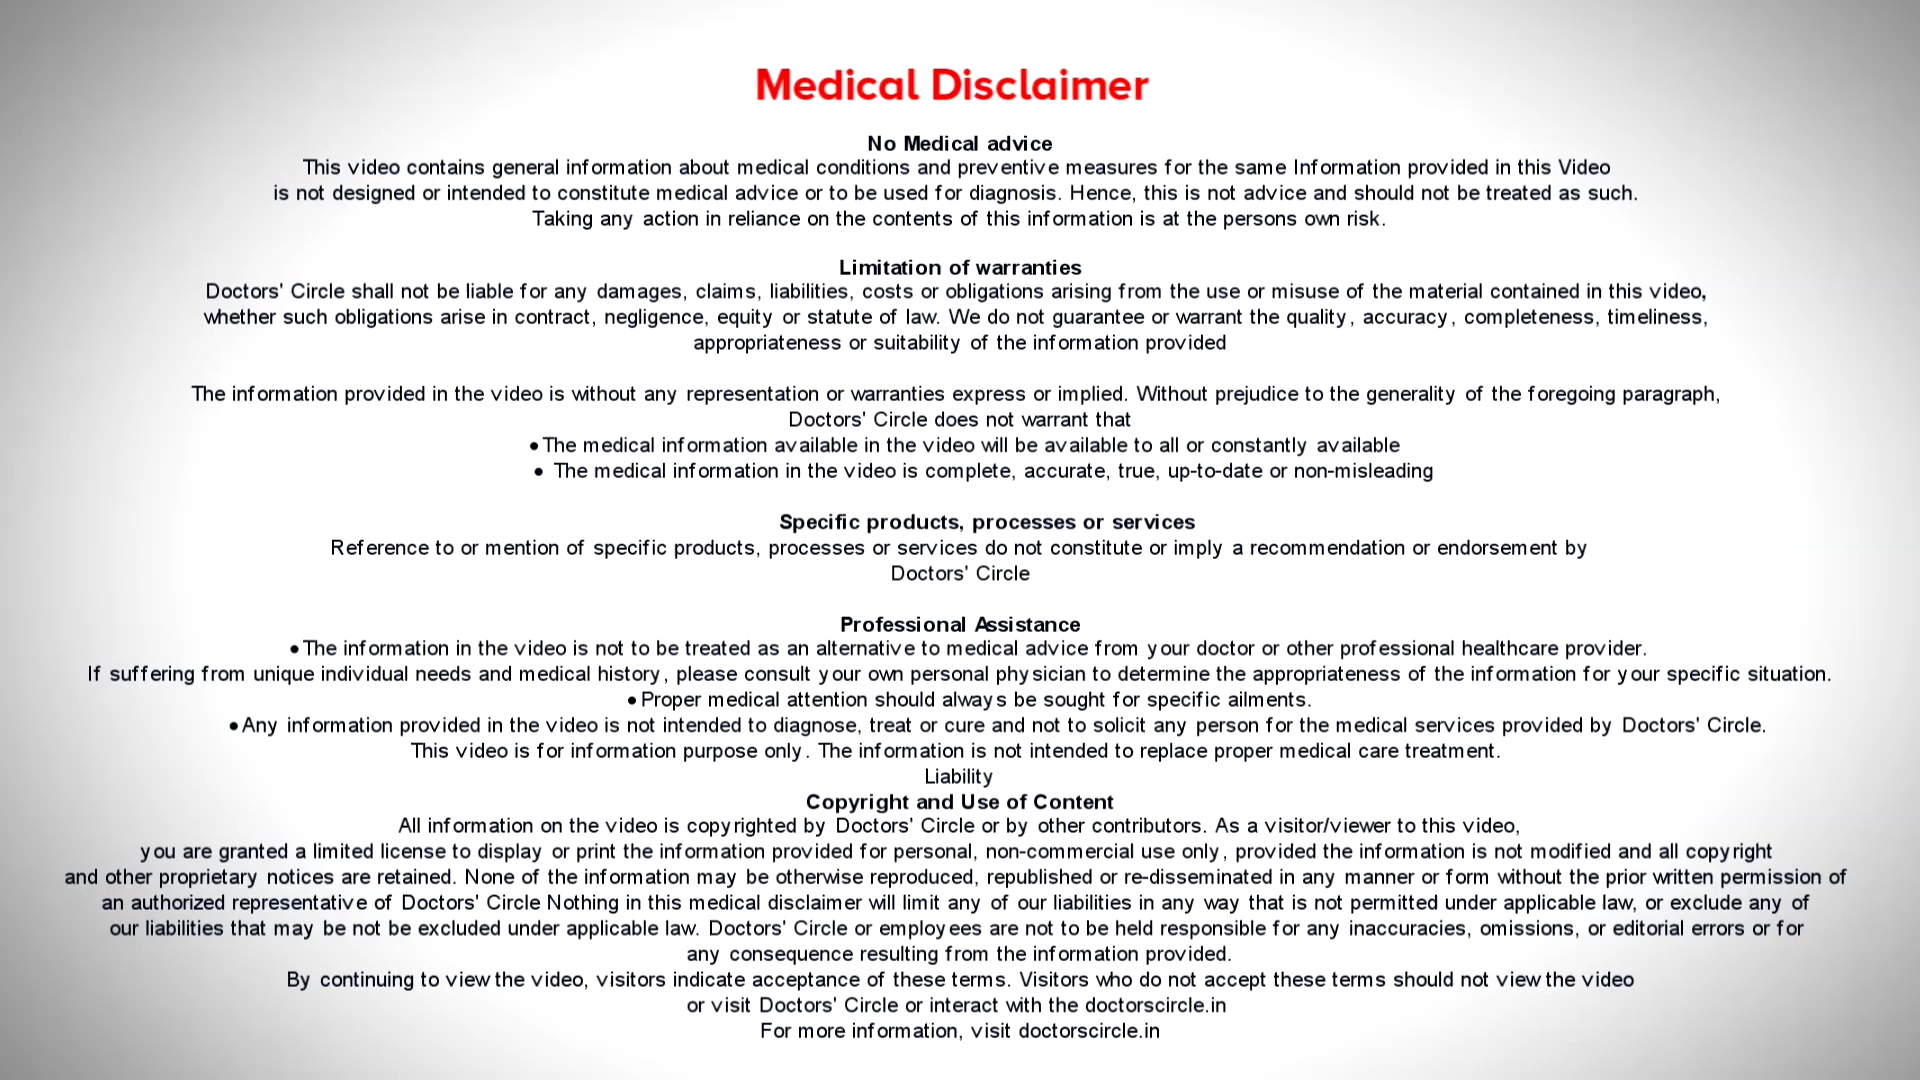 Medical Disclaimer
No Medical advice
This video contains general information about medical conditions and preventive measures for the same Information provided in this Video
is not designed or intended to constitute medical advice or to be used for diagnosis. Hence, this is not advice and should not be treated as such.
Taking any action in reliance on the contents of this information is at the persons own risk.
Limitation of warranties
Doctors' Circle shall not be liable for any damages, claims, liabilities, costs or obligations arising from the use or misuse of the material contained in this video,
whether such obligations arise in contract, negligence, equity or statute of law. We do not guarantee or warrant the quality, accuracy, completeness, timeliness,
appropriateness or suitability of the information provided
The information provided in the video is without any representation or warranties express or implied. Without prejudice to the generality of the foregoing paragraph,
Doctors' Circle does not warrant that
•The medical information available in the video will be available to all or constantly available
• The medical information in the video is complete, accurate, true, up-to-date or non-misleading
Specific products, processes or services
Reference to or mention of specific products, processes or services do not constitute or imply a recommendation or endorsement by
Doctors' Circle
Professional Assistance
•The information in the video is not to be treated as an alternative to medical advice from your doctor or other professional healthcare provider.
If suffering from unique individual needs and medical history, please consult your own personal physician to determine the appropriateness of the information for your specific situation.
•Proper medical attention should always be sought for specific ailments.
•Any information provided in the video is not intended to diagnose, treat or cure and not to solicit any person for the medical services provided by Doctors' Circle.
This video is for information purpose only. The information is not intended to replace proper medical care treatment.
Liability
Copyright and Use of Content
All information on the video is copyrighted by Doctors' Circle or by other contributors. As a visitor/viewer to this video,
you are granted a limited license to display or print the information provided for personal, non-commercial use only, provided the information is not modified and all copyright
and other proprietary notices are retained. None of the information may be otherwise reproduced, republished or re-disseminated in any manner or form without the prior written permission of
an authorized representative of Doctors' Circle Nothing in this medical disclaimer will limit any of our liabilities in any way that is not permitted under applicable law, or exclude any of
our liabilities that may be not be excluded under applicable law. Doctors' Circle or employees are not to be held responsible for any inaccuracies, omissions, or editorial errors or for
any consequence resulting from the information provided.
By continuing to view the video, visitors indicate acceptance of these terms. Visitors who do not accept these terms should not view the video
or visit Doctors' Circle or interact with the doctorscircle.in
For more information, visit doctorscircle.in